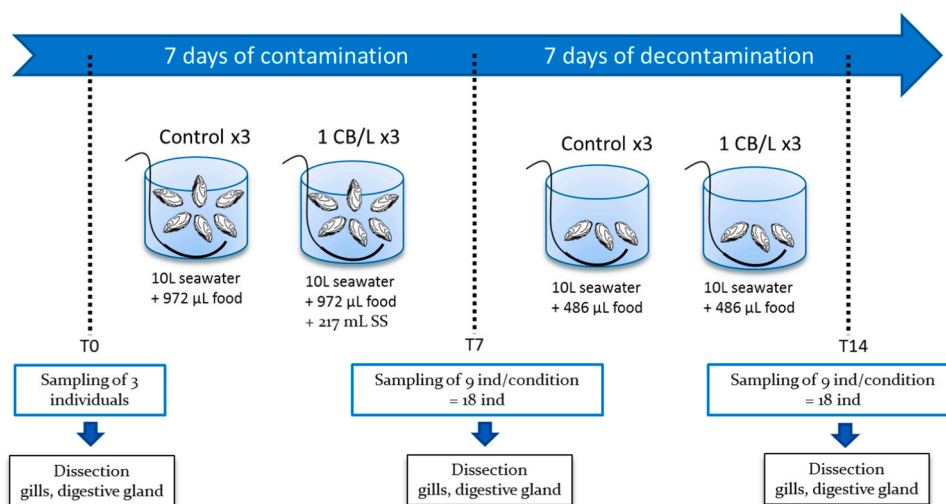 7 days of contamination
7 days of decontamination
Control x3
1 CB/L x3
Control x3
1 CB/L x3
10L seawater
+ 972 µL food
10L seawater
+ 972 µL food
+ 217 mL SS
10L seawater
+ 486 µL food
10L seawater
+ 486 µL food
T0
T7
T14
Sampling of 3
individuals
Sampling of 9 ind/condition
= 18 ind
Sampling of 9 ind/condition
= 18 ind
Dissection
gills, digestive gland
Dissection
gills, digestive gland
Dissection
gills, digestive gland